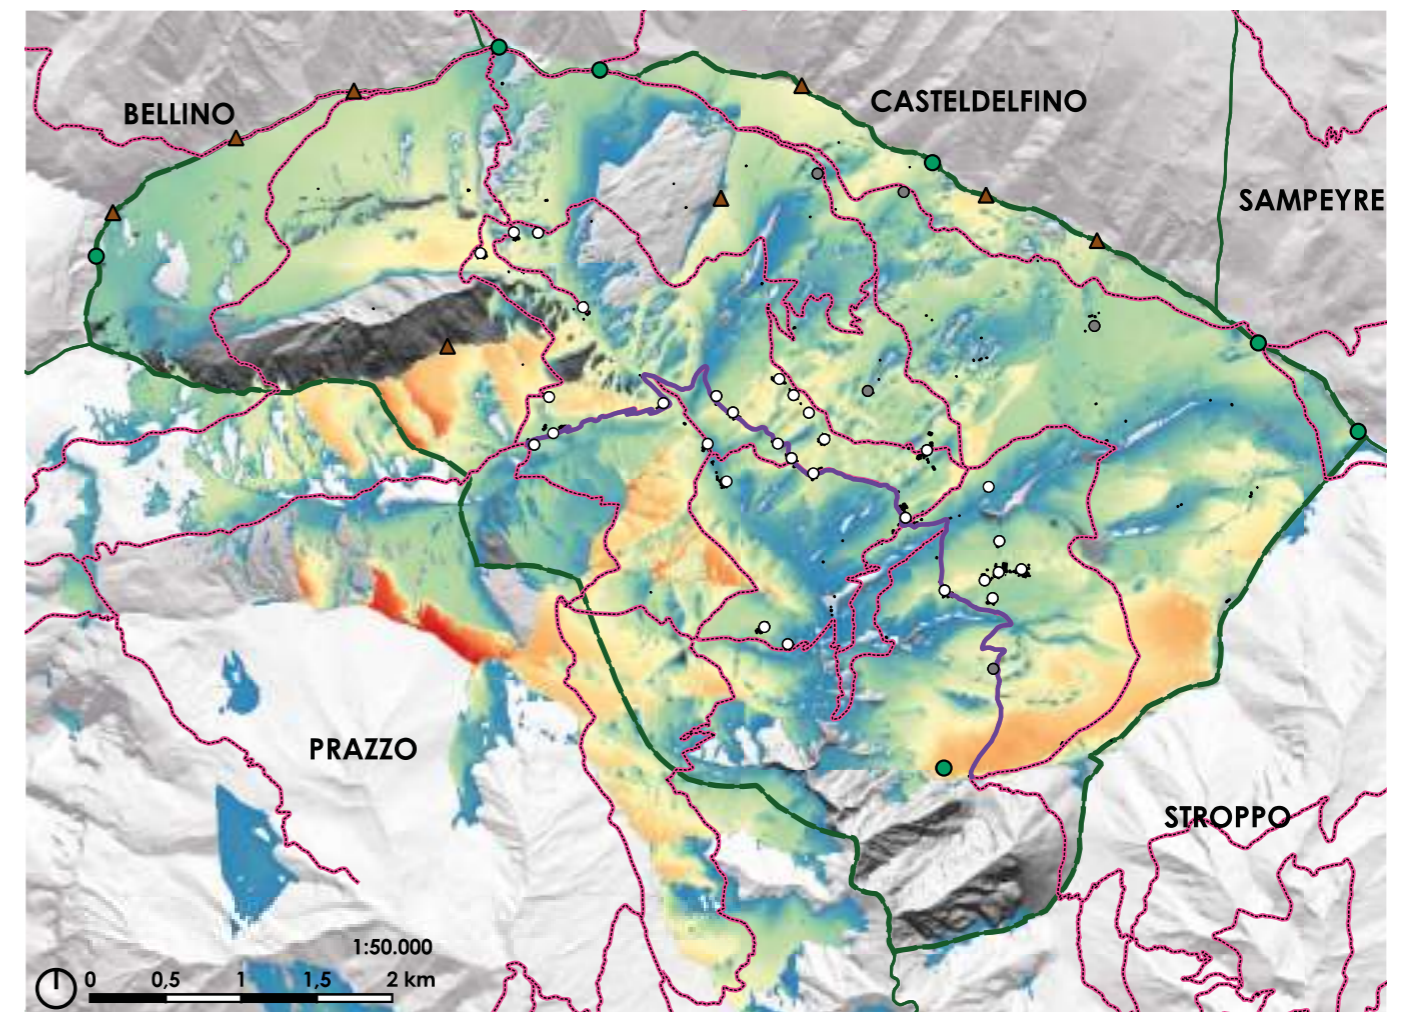 BELLINO
CASTELDELFINO
SAMPEYRE
PRAZZO
STROPPO
1:50.000
0 0,5 1 1,5 2 km